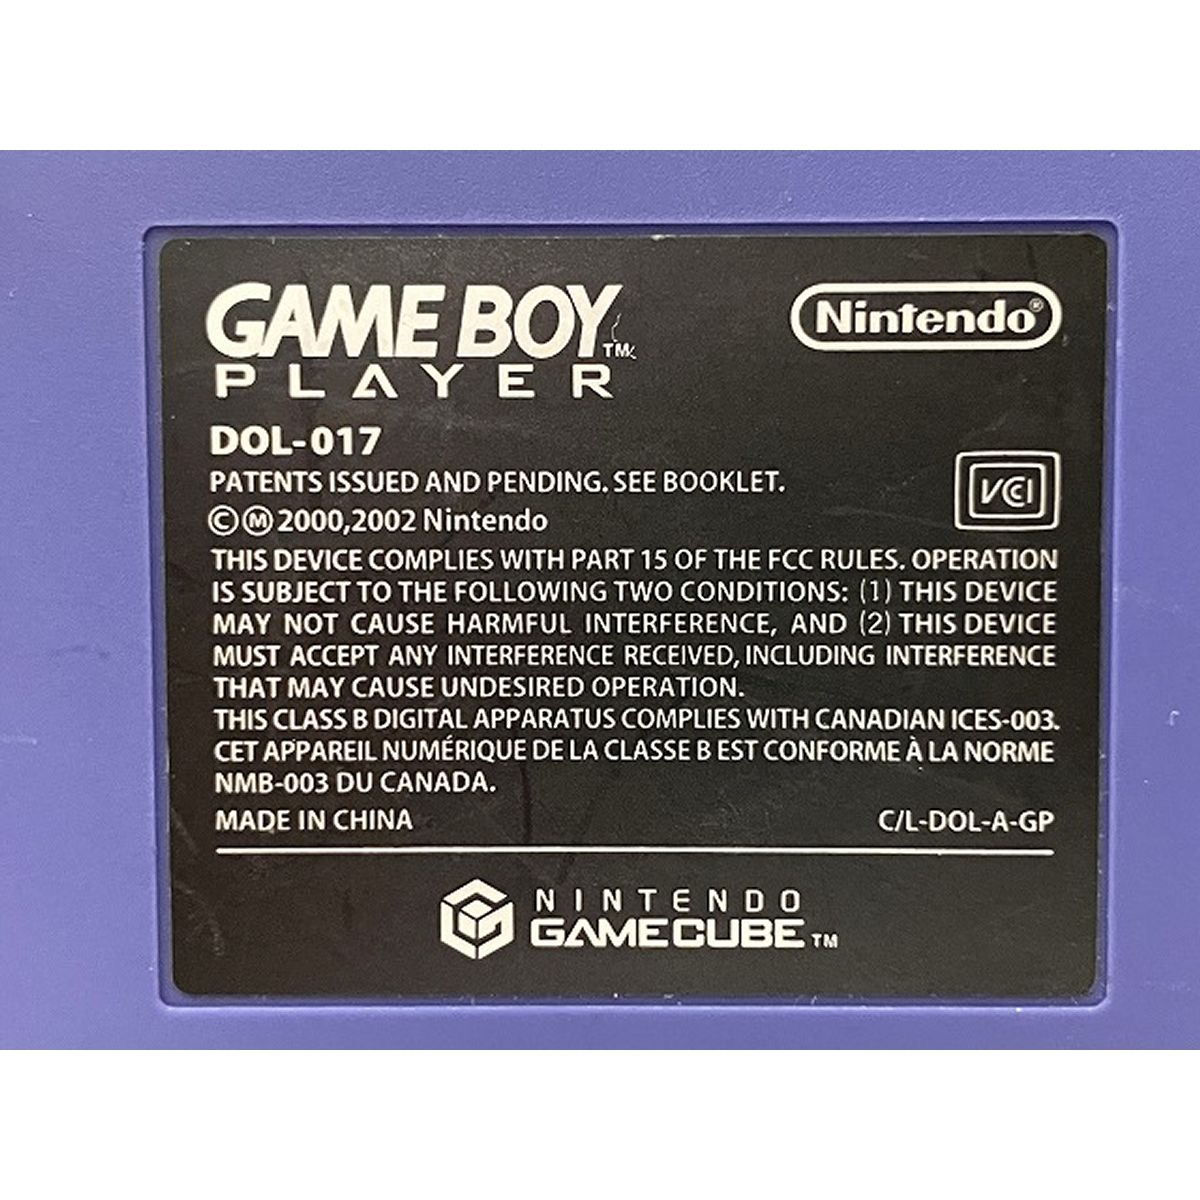 GAME BOY™
PLAYER
Nintendo®
DOL-017
PATENTS ISSUED AND PENDING. SEE BOOKLET.
VCCI
©Ⓜ2000,2002 Nintendo
THIS DEVICE COMPLIES WITH PART 15 OF THE FCC RULES. OPERATION
IS SUBJECT TO THE FOLLOWING TWO CONDITIONS: (1) THIS DEVICE
MAY NOT CAUSE HARMFUL INTERFERENCE, AND (2) THIS DEVICE
MUST ACCEPT ANY INTERFERENCE RECEIVED, INCLUDING INTERFERENCE
THAT MAY CAUSE UNDESIRED OPERATION.
THIS CLASS B DIGITAL APPARATUS COMPLIES WITH CANADIAN ICES-003.
CET APPAREIL NUMÉRIQUE DE LA CLASSE B EST CONFORME À LA NORME
NMB-003 DU CANADA.
MADE IN CHINA
C/L-DOL-A-GP
NINTENDO
GAMECUBE™